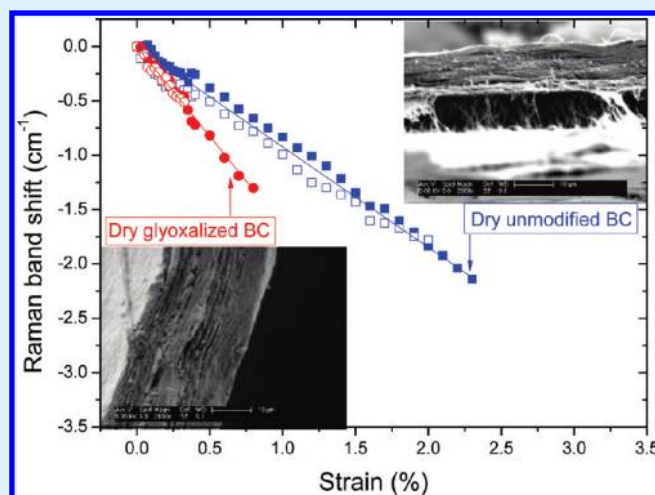 0.0
-0.5
-1.0
-1.5
-2.0
-2.5
-3.0
-3.5
Raman band shift (cm⁻¹)
Dry glyoxalized BC
Dry unmodified BC
10 µm
0.0 0.5 1.0 1.5 2.0 2.5 3.0 3.5
Strain (%)